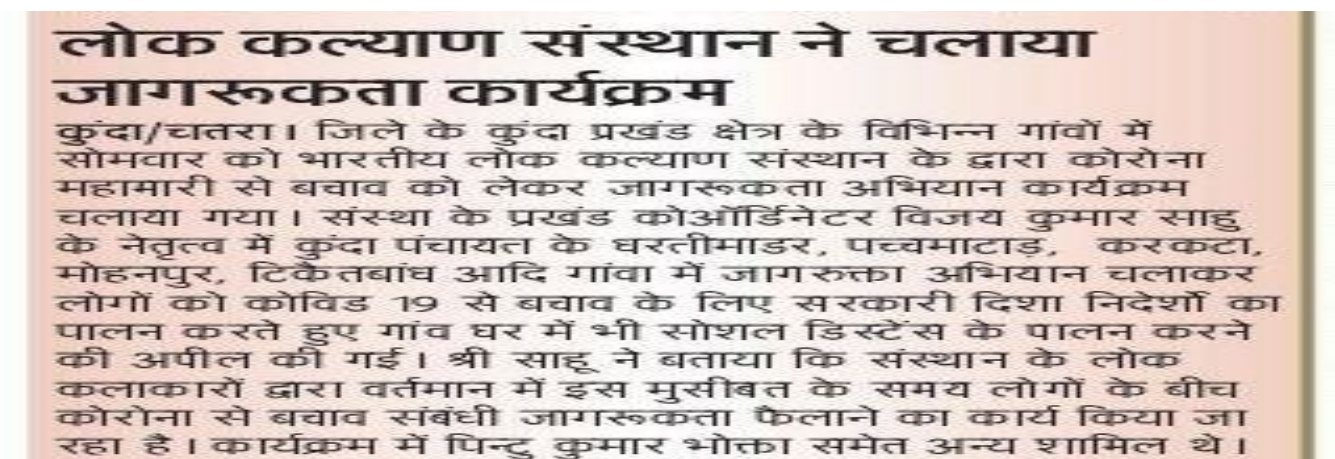 लोक कल्याण संस्थान ने चलाया
जागरूकता कार्यक्रम
कुंदा/चतरा। जिले के कुंदा प्रखंड क्षेत्र के विभिन्न गांवों में
सोमवार को भारतीय लोक कल्याण संस्थान के द्वारा कोरोना
महामारी से बचाव को लेकर जागरूकता अभियान कार्यक्रम
चलाया गया। संस्था के प्रखंड कोऑर्डिनेटर विजय कुमार साहु
के नेतृत्व में कुंदा पंचायत के धरतीमाडर, पच्चमाटाड़, करकटा,
मोहनपुर, टिकैतबांध आदि गांवा में जागरुक्ता अभियान चलाकर
लोगों को कोविड 19 से बचाव के लिए सरकारी दिशा निदेर्शों का
पालन करते हुए गांव घर में भी सोशल डिस्टेंस के पालन करने
की अपील की गई। श्री साहू ने बताया कि संस्थान के लोक
कलाकारों द्वारा वर्तमान में इस मुसीबत के समय लोगों के बीच
कोरोना से बचाव संबंधी जागरूकता फैलाने का कार्य किया जा
रहा है। कार्यक्रम में पिन्टु कुमार भोक्ता समेत अन्य शामिल थे।